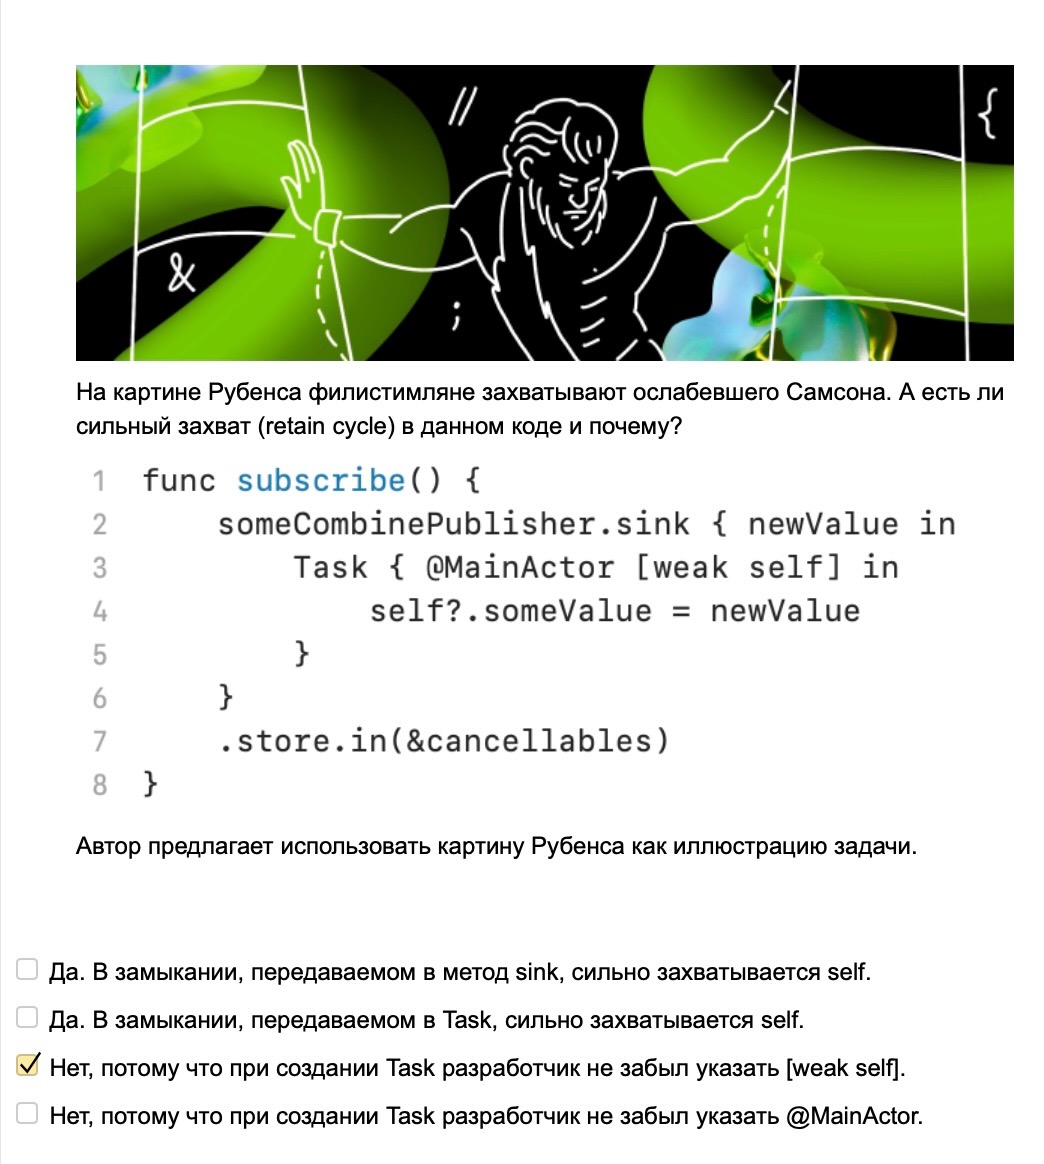 //
{
&
;
На картине Рубенса филистимляне захватывают ослабевшего Самсона. А есть ли
сильный захват (retain cycle) в данном коде и почему?
1 func subscribe() {
2 someCombinePublisher.sink { newValue in
3 Task { @MainActor [weak self] in
4 self?.someValue = newValue
5 }
6 }
7 .store.in(&cancellables)
8 }
Автор предлагает использовать картину Рубенса как иллюстрацию задачи.
Да. В замыкании, передаваемом в метод sink, сильно захватывается self.
Да. В замыкании, передаваемом в Task, сильно захватывается self.
Нет, потому что при создании Task разработчик не забыл указать [weak self].
Нет, потому что при создании Task разработчик не забыл указать @MainActor.